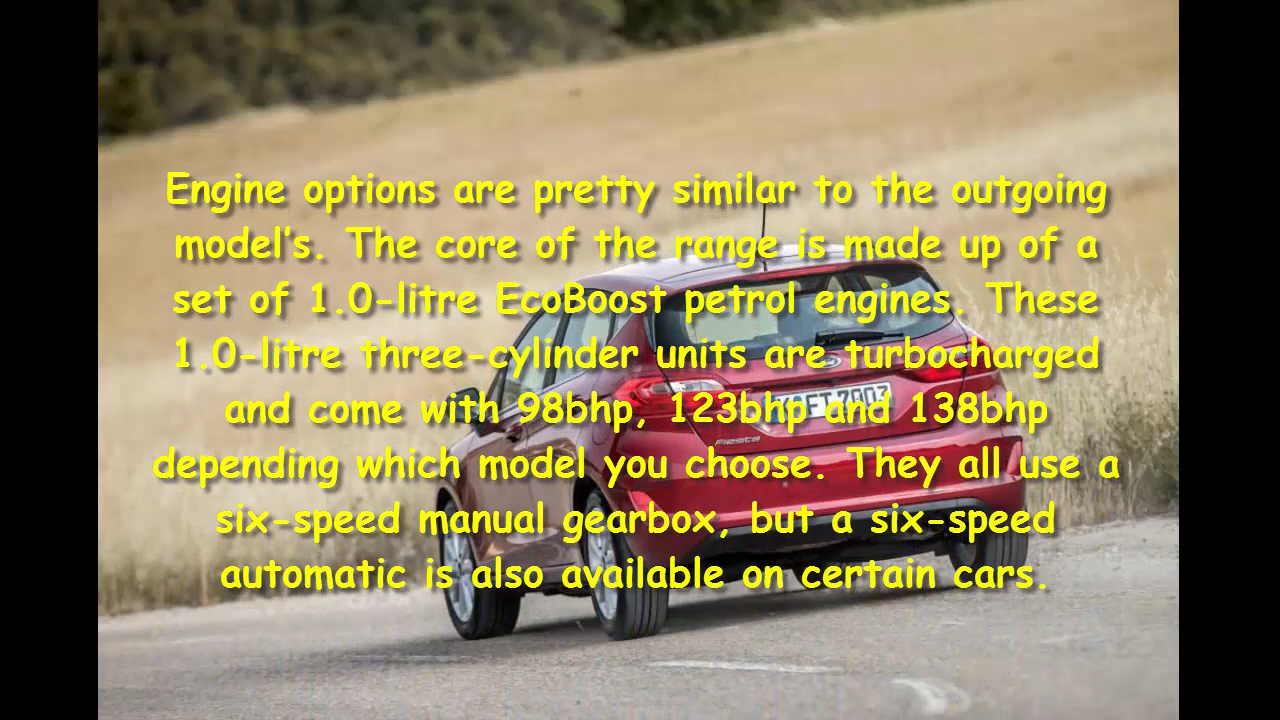 Engine options are pretty similar to the outgoing
model's. The core of the range is made up of a
set of 1.0-litre EcoBoost petrol engines. These
1.0-litre three-cylinder units are turbocharged
and come with 98bhp, 123bhp and 138bhp
depending which model you choose. They all use a
six-speed manual gearbox, but a six-speed
automatic is also available on certain cars.
Fiesta